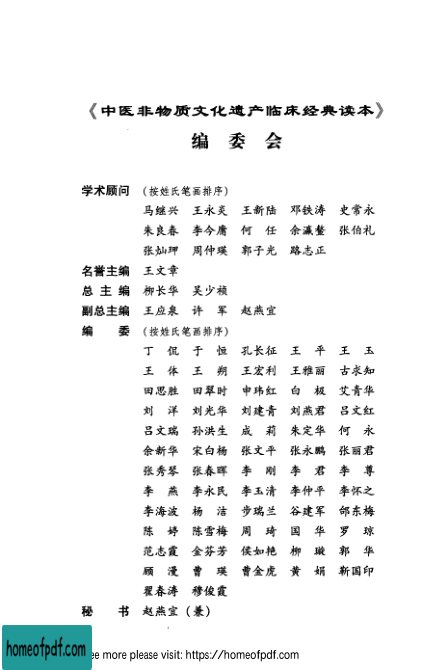 《中医非物质文化遗产临床经典读本》
编 委 会
学术顾问 (按姓氏笔画排序)
马继兴 王永炎 王新陆 邓铁涛 史常永
朱良春 李今庸 何 任 余瀛鳌 张伯礼
张灿玾 周仲瑛 郭子光 路志正
名誉主编 王文章
总 主 编 柳长华 吴少祯
副总主编 王应泉 许 军 赵燕宜
编 委 (按姓氏笔画排序)
丁 侃 于 恒 孔长征 王 平 王 玉
王 体 王 朔 王宏利 王雅丽 古求知
田思胜 田翠时 申玮红 白 极 艾青华
刘 洋 刘光华 刘建青 刘燕君 吕文红
吕文瑞 孙洪生 成 莉 朱定华 何 永
余新华 宋白杨 张文平 张永鹏 张丽君
张秀琴 张春晖 李 刚 李 君 李 尊
李 燕 李永民 李玉清 李仲平 李怀之
李海波 杨 洁 步瑞兰 谷建军 邰东梅
陈 婷 陈雪梅 周 琦 国 华 罗 琼
范志霞 金芬芳 侯如艳 柳 璇 郭 华
顾 漫 曹 瑛 曹金虎 黄 娟 靳国印
翟春涛 穆俊霞
秘 书 赵燕宜(兼)
ee more please visit: https://homeofpdf.com
homeofpdf.com